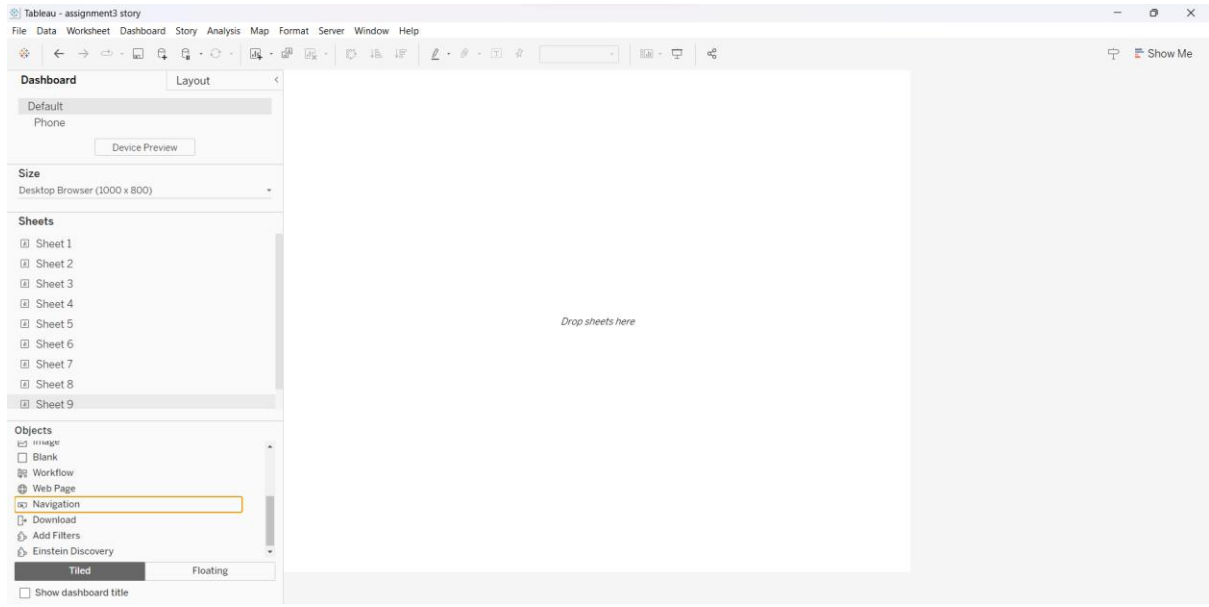 Tableau - assignment3 story
File Data Worksheet Dashboard Story Analysis Map Format Server Window Help
Show Me
Dashboard Layout
Default
Phone
Device Preview
Size
Desktop Browser (1000 x 800)
Sheets
Sheet 1
Sheet 2
Sheet 3
Sheet 4
Sheet 5
Sheet 6
Sheet 7
Sheet 8
Sheet 9
Drop sheets here
Objects
Image
Blank
Workflow
Web Page
Navigation
Download
Add Filters
Einstein Discovery
Tiled Floating
Show dashboard title